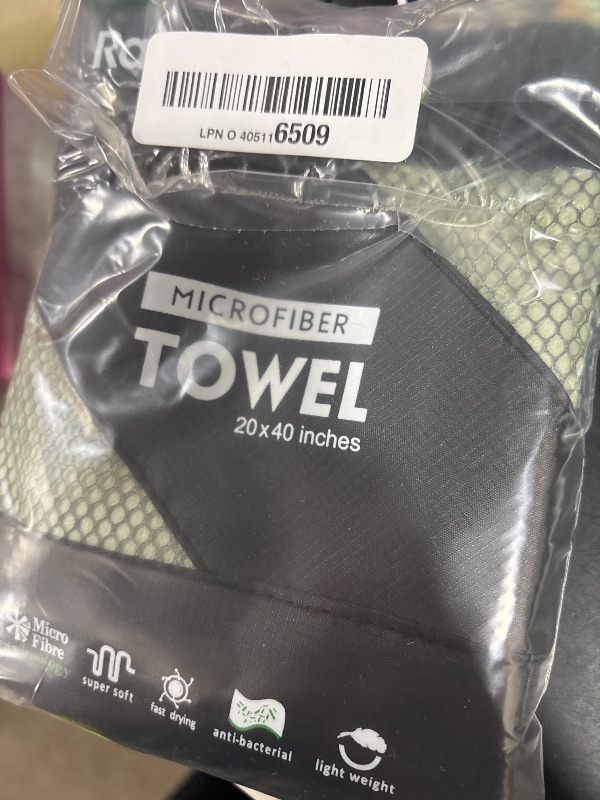 LPN O 405116509
MICROFIBER
TOWEL
20x40 inches
Micro
Fibre
super soft
fast drying
anti-bacterial
light weight